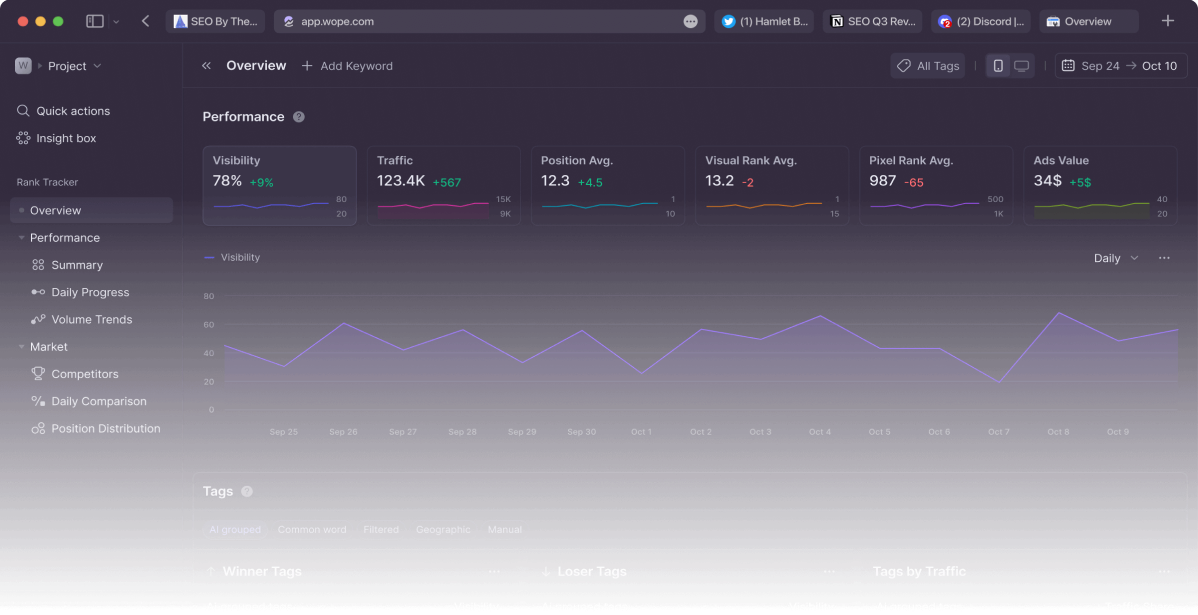 SEO By The...
app.wope.com
(1) Hamlet B...
SEO Q3 Rev...
2
(2) Discord |...
Overview
W
Project
Overview
Add Keyword
All Tags
Sep 24 → Oct 10
Quick actions
Insight box
Rank Tracker
Overview
Performance
Summary
Daily Progress
Volume Trends
Market
Competitors
Daily Comparison
Position Distribution
Performance ?
Visibility
78% +9%
80
20
Traffic
123.4K +567
15K
9K
Position Avg.
12.3 +4.5
1
10
Visual Rank Avg.
13.2 -2
1
15
Pixel Rank Avg.
987 -65
500
1K
Ads Value
34$ +5$
40
20
Visibility
Daily
80
60
40
20
0
Sep 25 Sep 26 Sep 27 Sep 28 Sep 29 Sep 30 Oct 1 Oct 2 Oct 3 Oct 4 Oct 5 Oct 6 Oct 7 Oct 8 Oct 9
Tags ?
AI grouped Common word Filtered Geographic Manual
Winner Tags
Loser Tags
Tags by Traffic